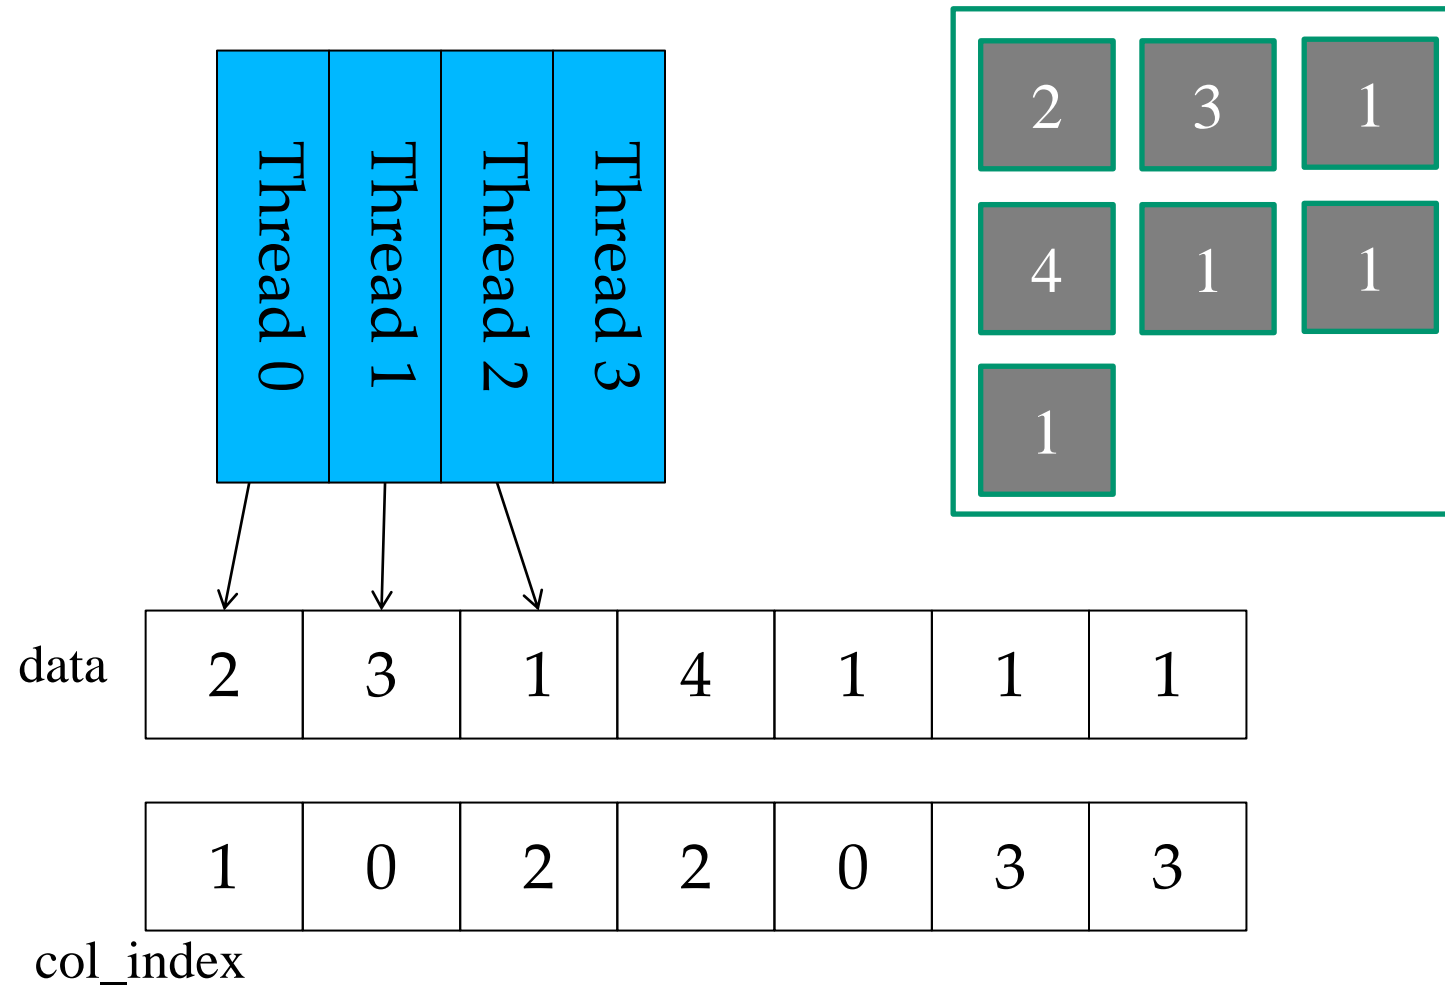 Thread 0
Thread 1
Thread 2
Thread 3
2 3 1
4 1 1
1
data 2 3 1 4 1 1 1
1 0 2 2 0 3 3
col_index